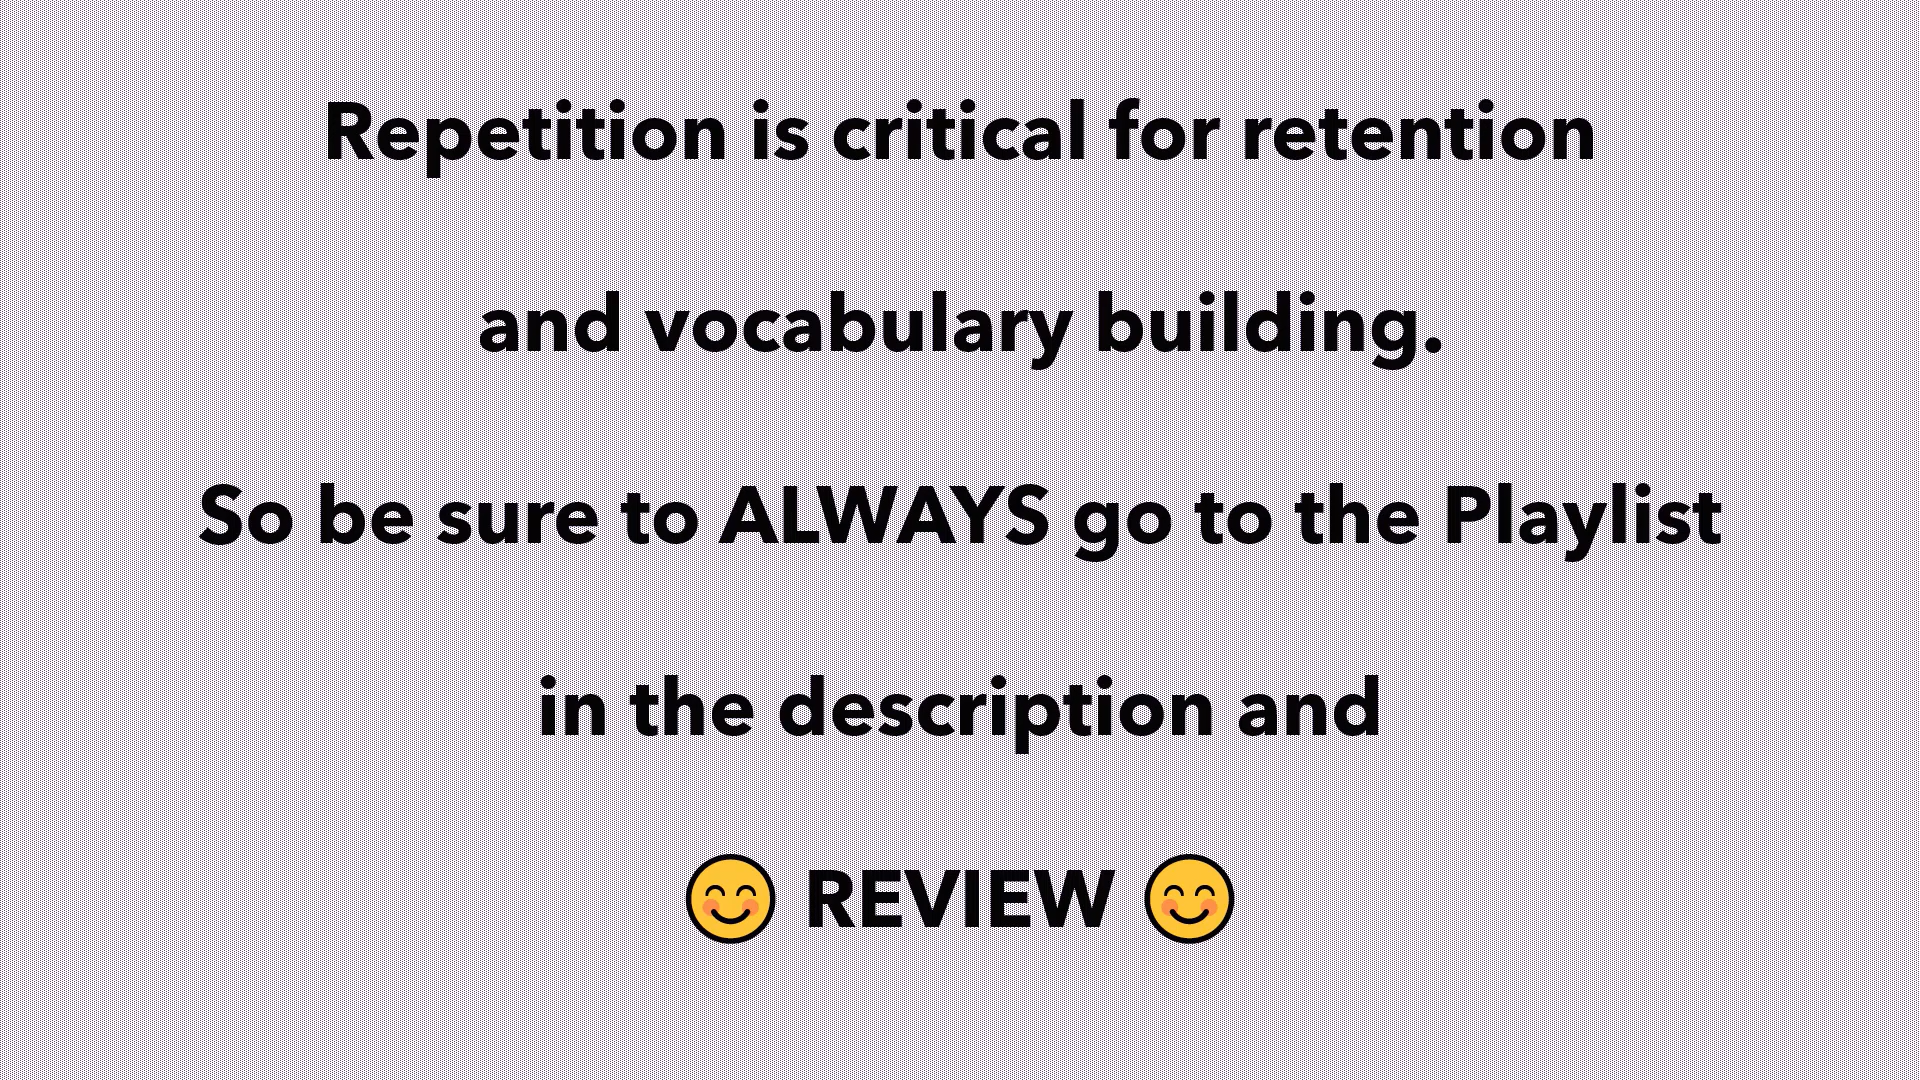 Repetition is critical for retention
and vocabulary building.
So be sure to ALWAYS go to the Playlist
in the description and
😊 REVIEW 😊